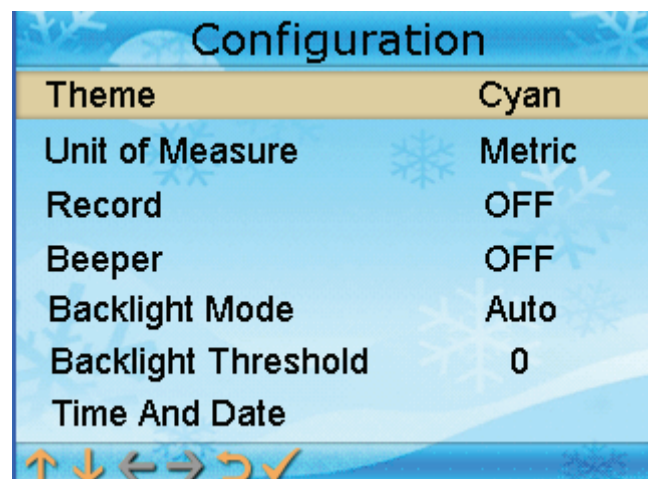 Configuration
Theme Cyan
Unit of Measure Metric
Record OFF
Beeper OFF
Backlight Mode Auto
Backlight Threshold 0
Time And Date